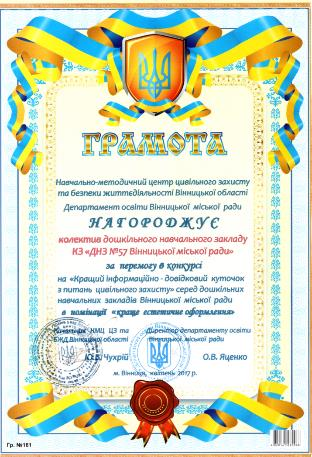 ГРАМОТА
Навчально-методичний центр цивільного захисту
та безпеки життєдіяльності Вінницької області
Департамент освіти Вінницької міської ради
НАГОРОДЖУЄ
колектив дошкільного навчального закладу
КЗ «ДНЗ №57 Вінницької міської ради»
за перемогу в конкурсі
на «Кращий інформаційно - довідковий куточок
з питань цивільного захисту» серед дошкільних
навчальних закладів Вінницької міської ради
в номінації «краще естетичне оформлення»
Начальник НМЦ ЦЗ та
БЖД Вінницької області
Ю.В. Чухрій
Директор департаменту освіти
Вінницької міської ради
О.В. Яценко
м. Вінниця, квітень 2017 р.
Гр. №161